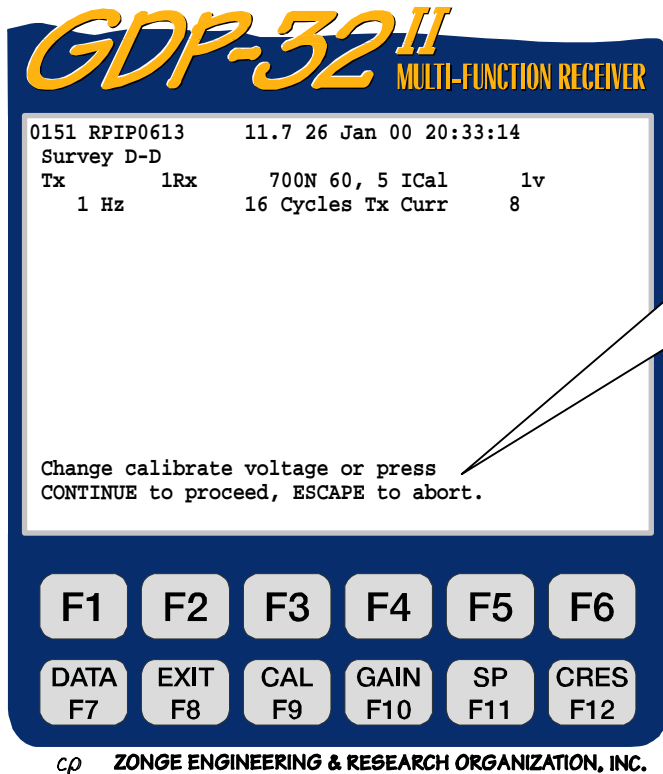 GDP-32 II
MULTI-FUNCTION RECEIVER
0151 RPIP0613 11.7 26 Jan 00 20:33:14
Survey D-D
Tx 1Rx 700N 60, 5 ICal 1v
1 Hz 16 Cycles Tx Curr 8
Change calibrate voltage or press
CONTINUE to proceed, ESCAPE to abort.
F1 F2 F3 F4 F5 F6
DATA EXIT CAL GAIN SP CRES
F7 F8 F9 F10 F11 F12
cρ ZONGE ENGINEERING & RESEARCH ORGANIZATION, INC.